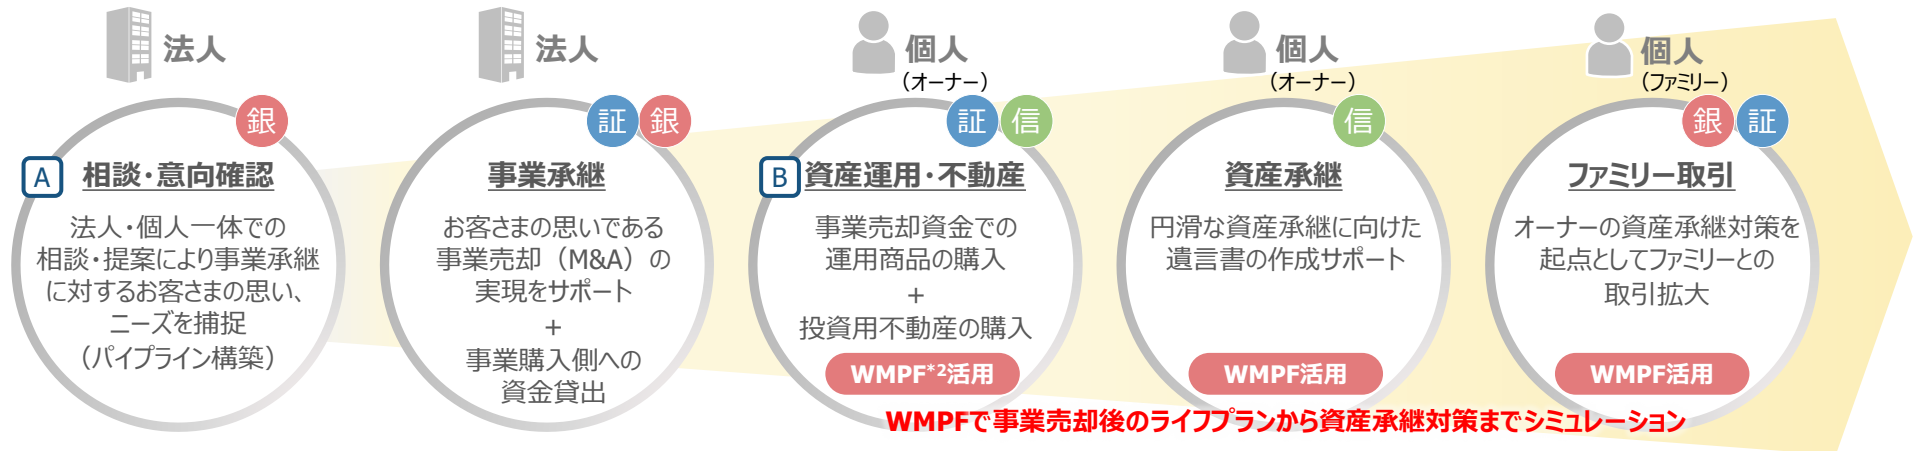 法人
銀
A 相談・意向確認
法人・個人一体での
相談・提案により事業承継
に対するお客さまの思い、
ニーズを捕捉
（パイプライン構築）
法人
証 銀
事業承継
お客さまの思いである
事業売却（M&A）の
実現をサポート
+
事業購入側への
資金貸出
個人
（オーナー）
証 信
B 資産運用・不動産
事業売却資金での
運用商品の購入
+
投資用不動産の購入
WMPF*2活用
個人
（オーナー）
信
資産承継
円滑な資産承継に向けた
遺言書の作成サポート
WMPF活用
個人
（ファミリー）
銀 証
ファミリー取引
オーナーの資産承継対策を
起点としてファミリーとの
取引拡大
WMPF活用
WMPFで事業売却後のライフプランから資産承継対策までシミュレーション